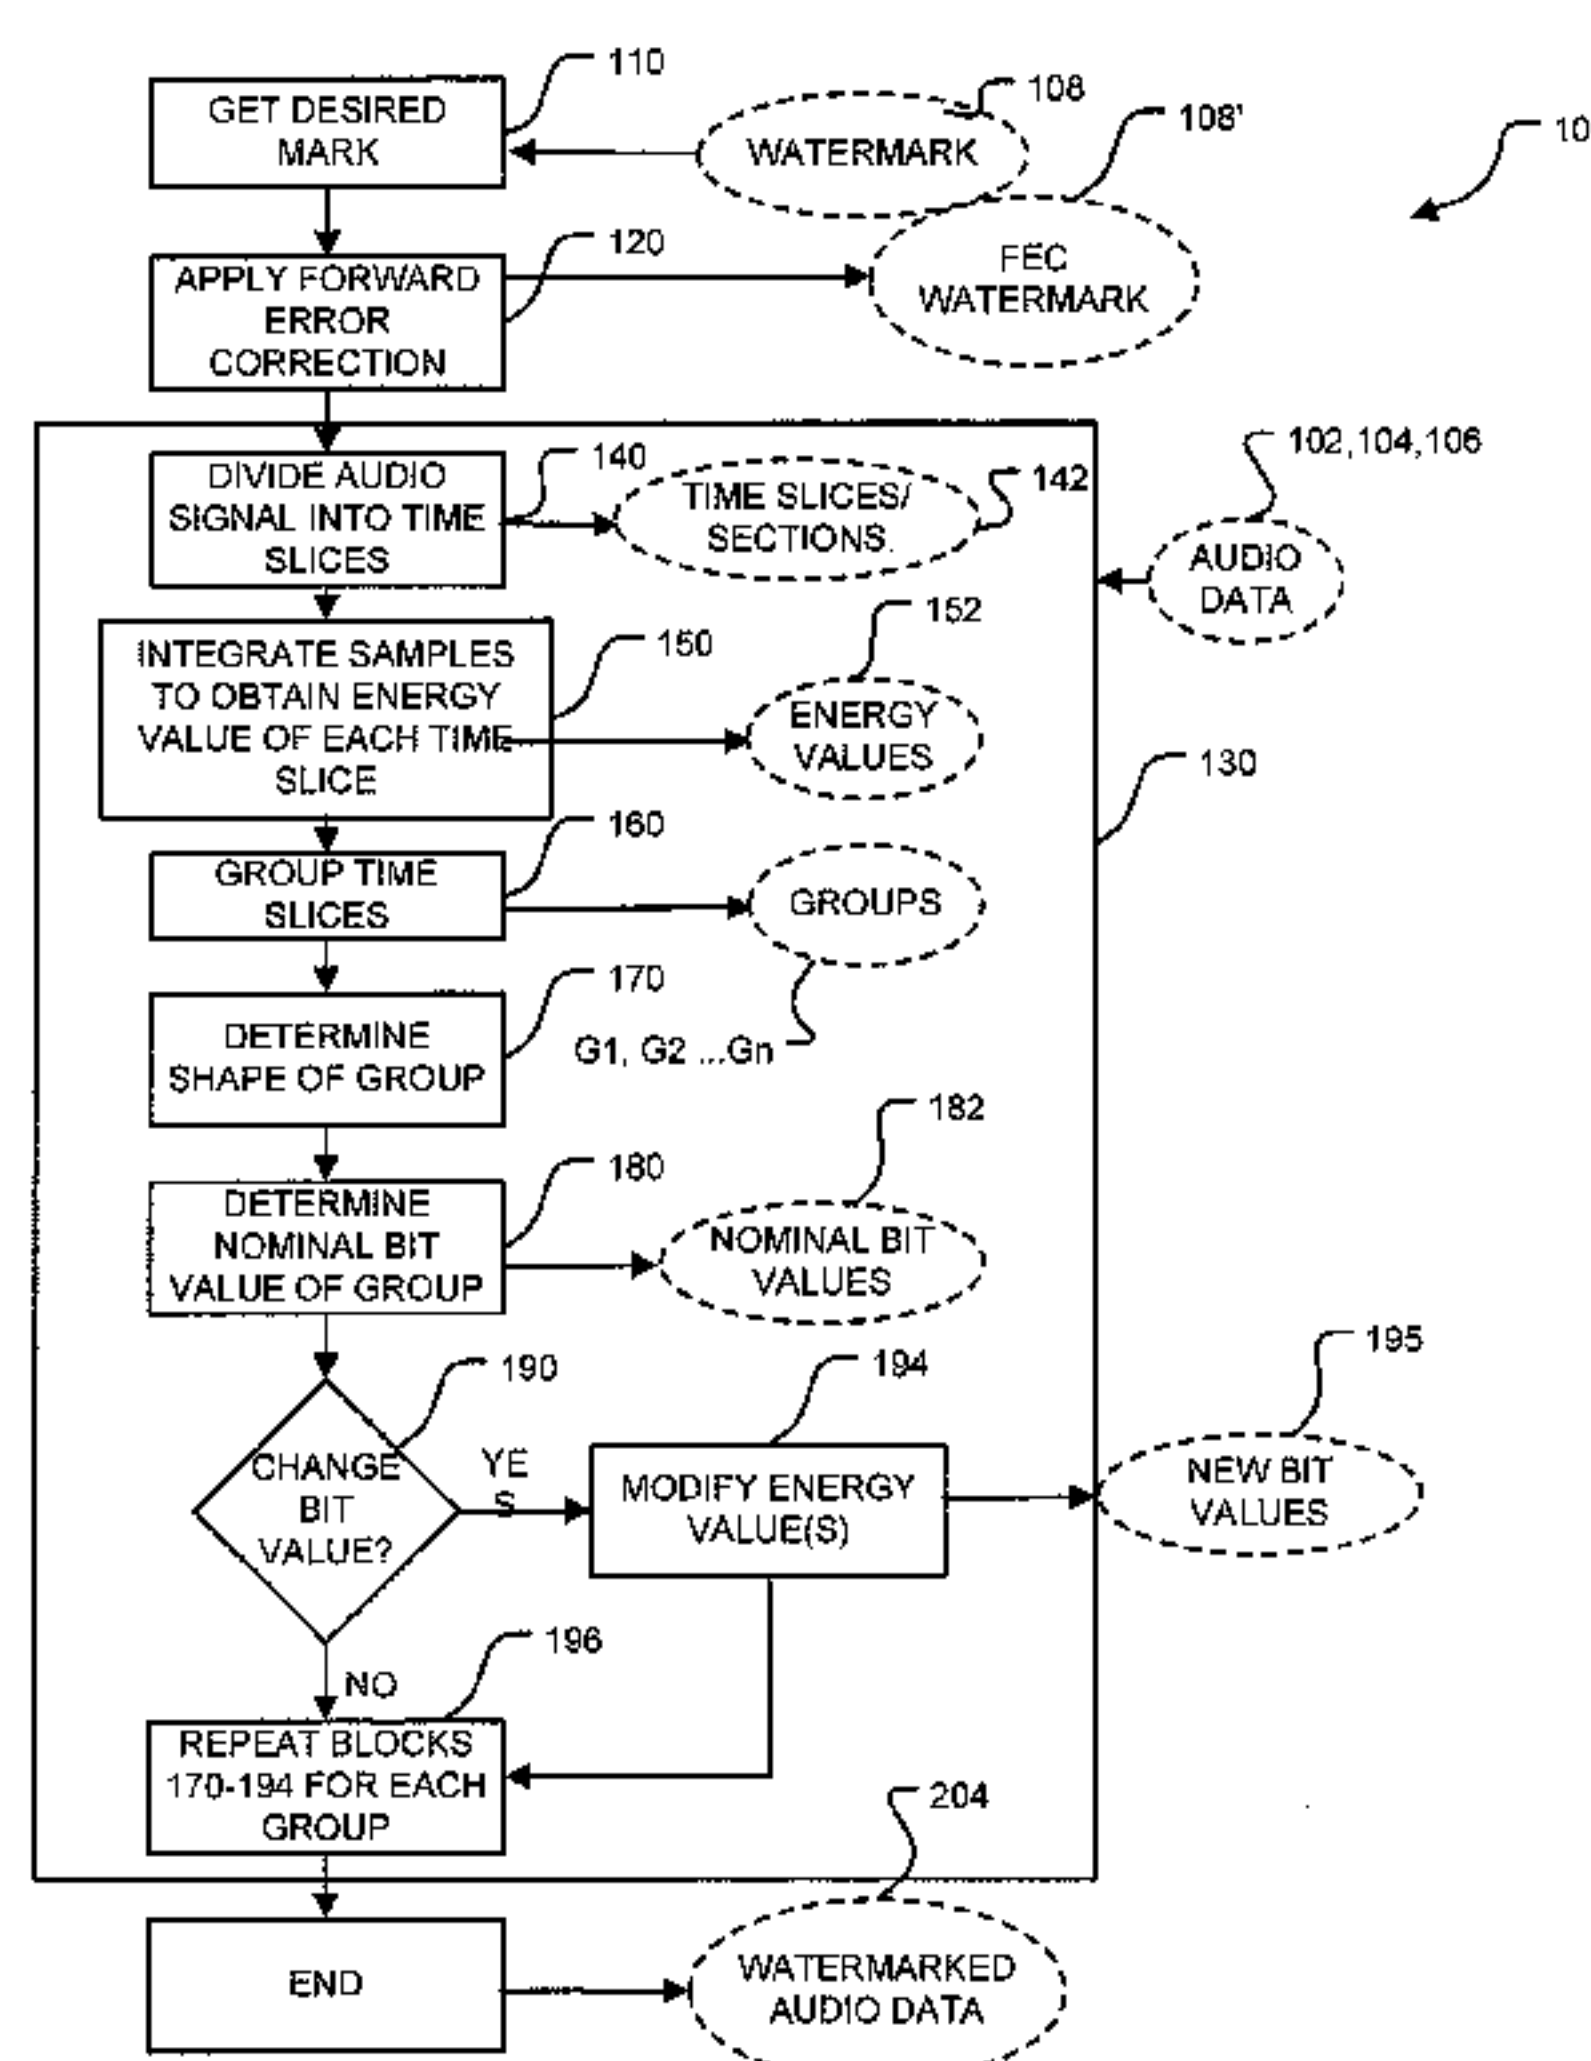 110
GET DESIRED
MARK
108
WATERMARK
108'
10
120
APPLY FORWARD
ERROR
CORRECTION
FEC
WATERMARK
102,104,106
AUDIO
DATA
140
DIVIDE AUDIO
SIGNAL INTO TIME
SLICES
TIME SLICES/
SECTIONS.
142
150
INTEGRATE SAMPLES
TO OBTAIN ENERGY
VALUE OF EACH TIME
SLICE
152
ENERGY
VALUES
130
160
GROUP TIME
SLICES
GROUPS
G1, G2 ...Gn
170
DETERMINE
SHAPE OF GROUP
180
DETERMINE
NOMINAL BIT
VALUE OF GROUP
182
NOMINAL BIT
VALUES
190
CHANGE
BIT
VALUE?
YE
S
NO
194
MODIFY ENERGY
VALUE(S)
195
NEW BIT
VALUES
196
REPEAT BLOCKS
170-194 FOR EACH
GROUP
204
END
WATERMARKED
AUDIO DATA